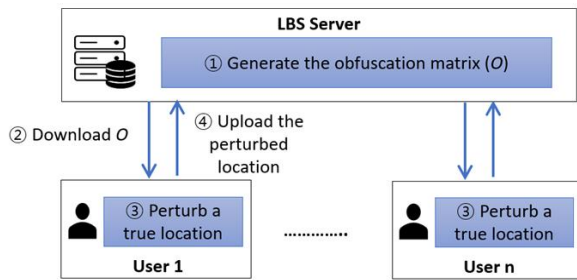 LBS Server
① Generate the obfuscation matrix (O)
② Download O
④ Upload the
perturbed
location
③ Perturb a
true location
User 1
..............
③ Perturb a
true location
User n